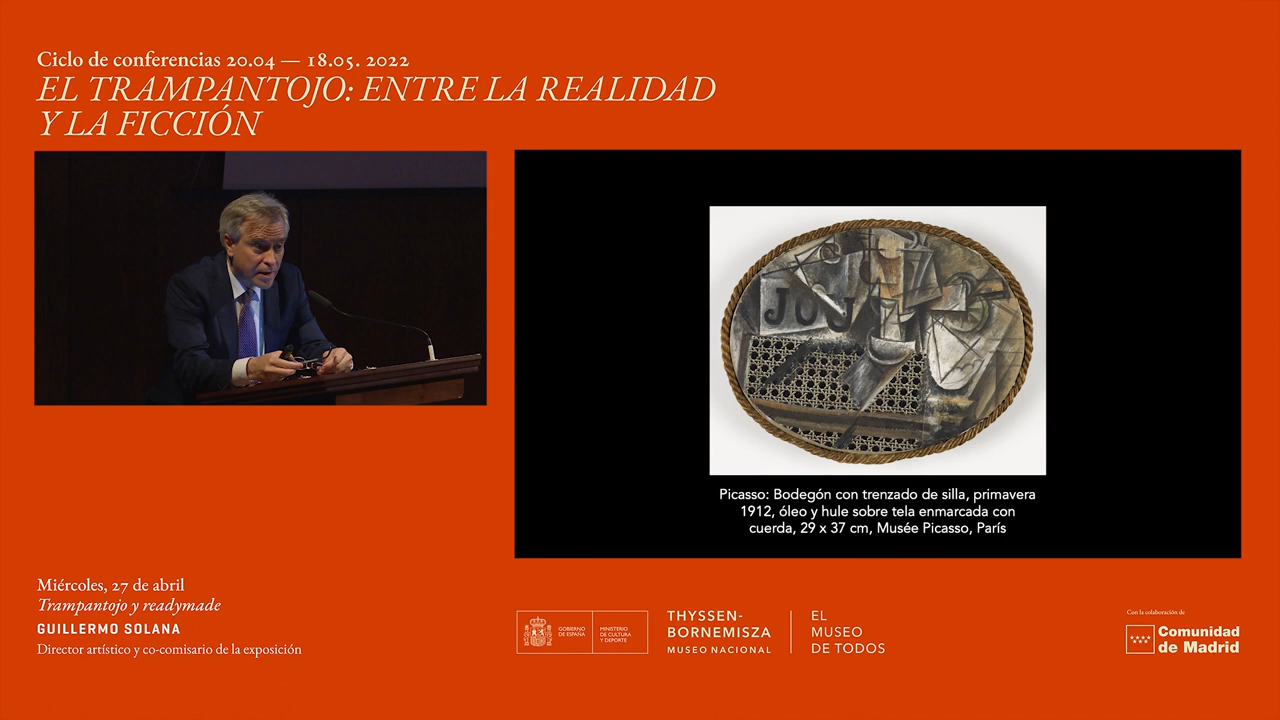 Ciclo de conferencias 20.04 — 18.05. 2022
EL TRAMPANTOJO: ENTRE LA REALIDAD
Y LA FICCIÓN
JOJ
Picasso: Bodegón con trenzado de silla, primavera
1912, óleo y hule sobre tela enmarcada con
cuerda, 29 x 37 cm, Musée Picasso, París
Miércoles, 27 de abril
Trampantojo y readymade
GUILLERMO SOLANA
Director artístico y co-comisario de la exposición
GOBIERNO
DE ESPAÑA
MINISTERIO
DE CULTURA
Y DEPORTE
THYSSEN-
BORNEMISZA
MUSEO NACIONAL
EL
MUSEO
DE TODOS
Con la colaboración de
Comunidad
de Madrid